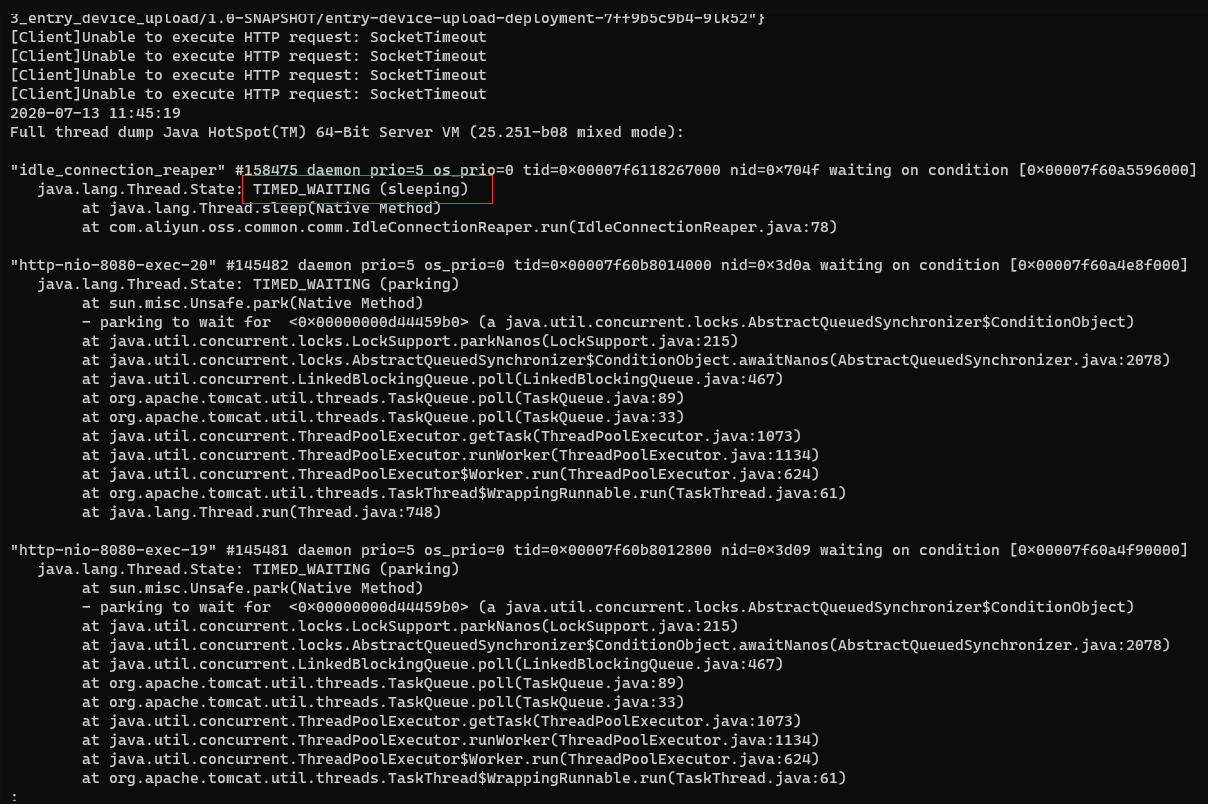 3_entry_device_upload/1.0-SNAPSHOT/entry-device-upload-deployment-7ff9b5c9b4-9lk52"}
[Client]Unable to execute HTTP request: SocketTimeout
[Client]Unable to execute HTTP request: SocketTimeout
[Client]Unable to execute HTTP request: SocketTimeout
[Client]Unable to execute HTTP request: SocketTimeout
2020-07-13 11:45:19
Full thread dump Java HotSpot(TM) 64-Bit Server VM (25.251-b08 mixed mode):

"idle_connection_reaper" #158475 daemon prio=5 os_prio=0 tid=0x00007f6118267000 nid=0x704f waiting on condition [0x00007f60a5596000]
   java.lang.Thread.State: TIMED_WAITING (sleeping)
        at java.lang.Thread.sleep(Native Method)
        at com.aliyun.oss.common.comm.IdleConnectionReaper.run(IdleConnectionReaper.java:78)

"http-nio-8080-exec-20" #145482 daemon prio=5 os_prio=0 tid=0x00007f60b8014000 nid=0x3d0a waiting on condition [0x00007f60a4e8f000]
   java.lang.Thread.State: TIMED_WAITING (parking)
        at sun.misc.Unsafe.park(Native Method)
        - parking to wait for  <0x00000000d44459b0> (a java.util.concurrent.locks.AbstractQueuedSynchronizer$ConditionObject)
        at java.util.concurrent.locks.LockSupport.parkNanos(LockSupport.java:215)
        at java.util.concurrent.locks.AbstractQueuedSynchronizer$ConditionObject.awaitNanos(AbstractQueuedSynchronizer.java:2078)
        at java.util.concurrent.LinkedBlockingQueue.poll(LinkedBlockingQueue.java:467)
        at org.apache.tomcat.util.threads.TaskQueue.poll(TaskQueue.java:89)
        at org.apache.tomcat.util.threads.TaskQueue.poll(TaskQueue.java:33)
        at java.util.concurrent.ThreadPoolExecutor.getTask(ThreadPoolExecutor.java:1073)
        at java.util.concurrent.ThreadPoolExecutor.runWorker(ThreadPoolExecutor.java:1134)
        at java.util.concurrent.ThreadPoolExecutor$Worker.run(ThreadPoolExecutor.java:624)
        at org.apache.tomcat.util.threads.TaskThread$WrappingRunnable.run(TaskThread.java:61)
        at java.lang.Thread.run(Thread.java:748)

"http-nio-8080-exec-19" #145481 daemon prio=5 os_prio=0 tid=0x00007f60b8012800 nid=0x3d09 waiting on condition [0x00007f60a4f90000]
   java.lang.Thread.State: TIMED_WAITING (parking)
        at sun.misc.Unsafe.park(Native Method)
        - parking to wait for  <0x00000000d44459b0> (a java.util.concurrent.locks.AbstractQueuedSynchronizer$ConditionObject)
        at java.util.concurrent.locks.LockSupport.parkNanos(LockSupport.java:215)
        at java.util.concurrent.locks.AbstractQueuedSynchronizer$ConditionObject.awaitNanos(AbstractQueuedSynchronizer.java:2078)
        at java.util.concurrent.LinkedBlockingQueue.poll(LinkedBlockingQueue.java:467)
        at org.apache.tomcat.util.threads.TaskQueue.poll(TaskQueue.java:89)
        at org.apache.tomcat.util.threads.TaskQueue.poll(TaskQueue.java:33)
        at java.util.concurrent.ThreadPoolExecutor.getTask(ThreadPoolExecutor.java:1073)
        at java.util.concurrent.ThreadPoolExecutor.runWorker(ThreadPoolExecutor.java:1134)
        at java.util.concurrent.ThreadPoolExecutor$Worker.run(ThreadPoolExecutor.java:624)
        at org.apache.tomcat.util.threads.TaskThread$WrappingRunnable.run(TaskThread.java:61)
: